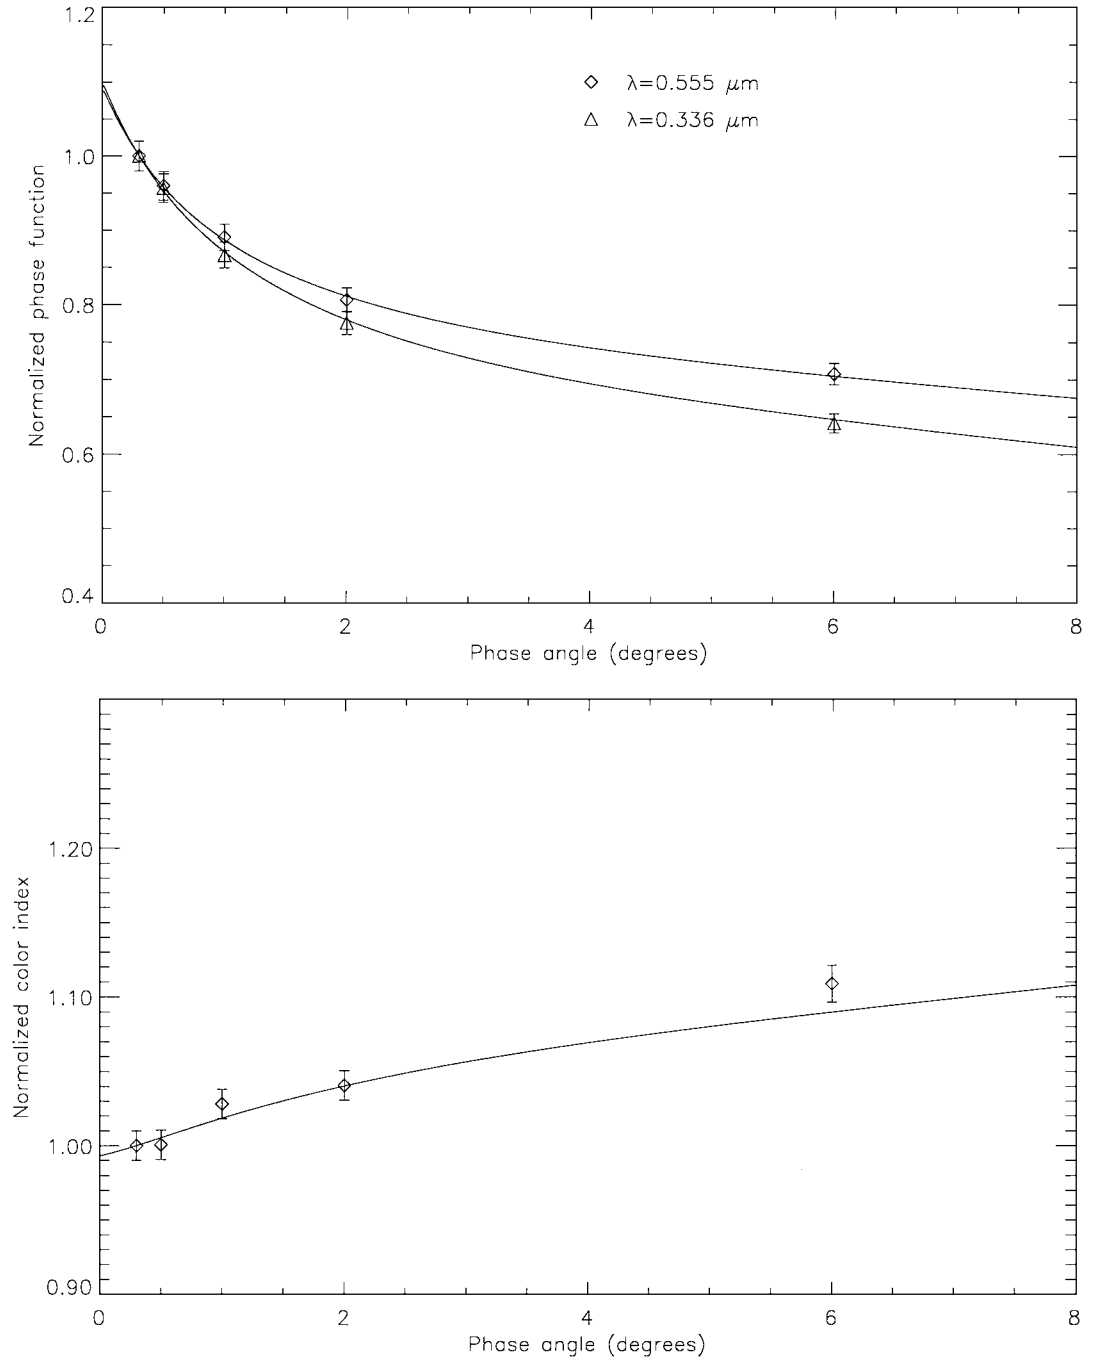 1.2
1.0
0.8
0.6
0.4
Normalized phase function
λ=0.555 μm
λ=0.336 μm
0 2 4 6 8
Phase angle (degrees)
1.20
1.10
1.00
0.90
Normalized color index
0 2 4 6 8
Phase angle (degrees)